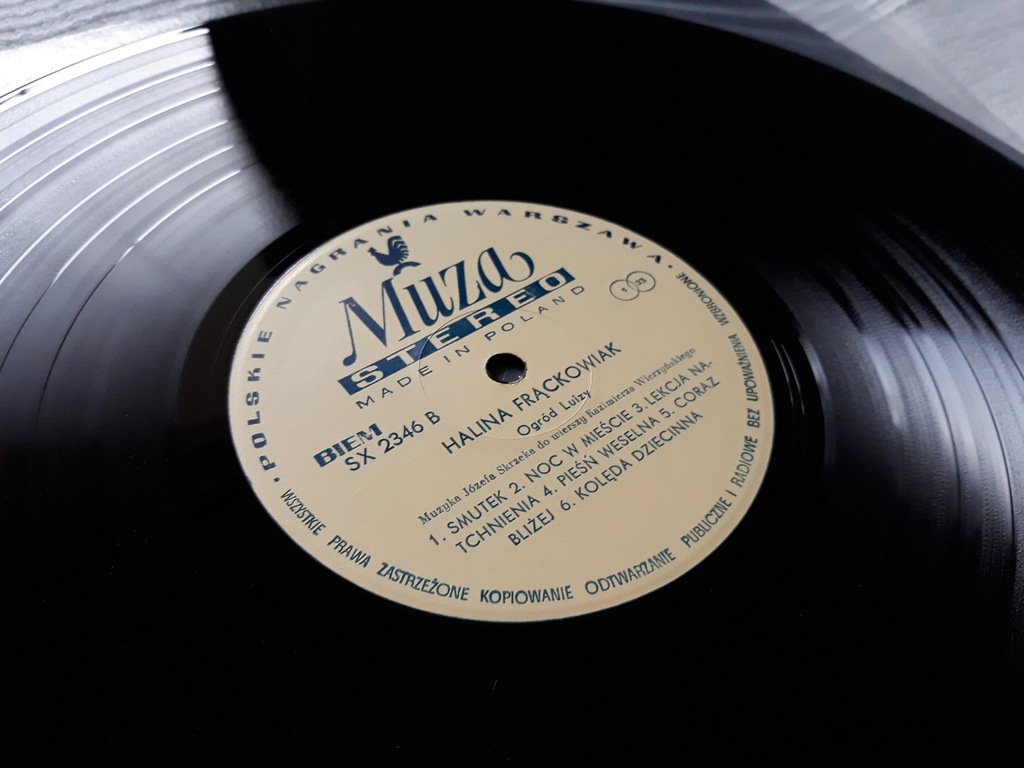 POLSKIE NAGRANIA WARSZAWA
Muza
STEREO
MADE IN POLAND
BIEM
SX 2346 B
HALINA FRĄCKOWIAK
Ogród Luizy
Muzyka Józefa Skrzeka do wierszy Kazimierza Wierzyńskiego
1. SMUTEK 2. NOC W MIEŚCIE 3. LEKCJA NA-
TCHNIENIA 4. PIEŚŃ WESELNA 5. CORAZ
BLIŻEJ 6. KOLĘDA DZIECINNA
• WSZYSTKIE PRAWA ZASTRZEŻONE KOPIOWANIE ODTWARZANIE PUBLICZNE I RADIOWE BEZ UPOWAŻNIENIA WZBRONIONE •